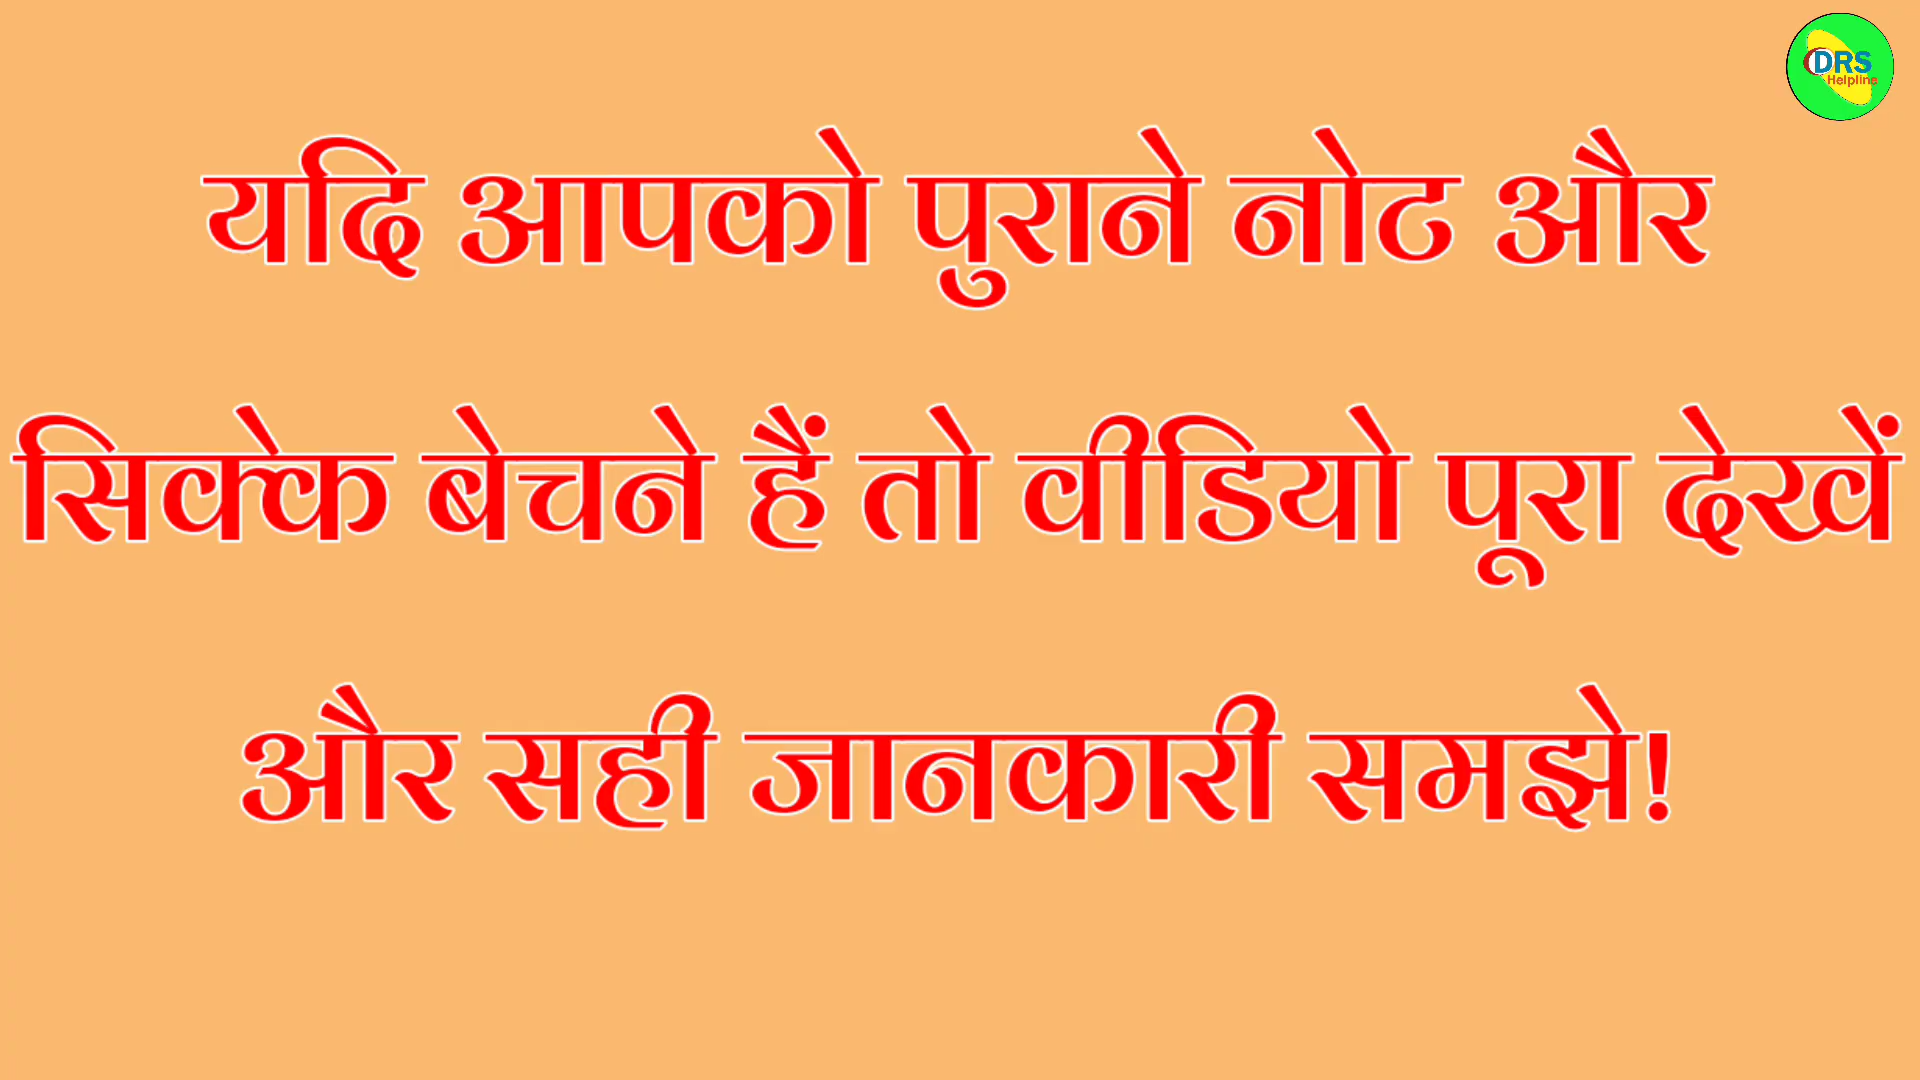 DRS
Helpline
यदि आपको पुराने नोट और
सिक्के बेचने हैं तो वीडियो पूरा देखें
और सही जानकारी समझे!